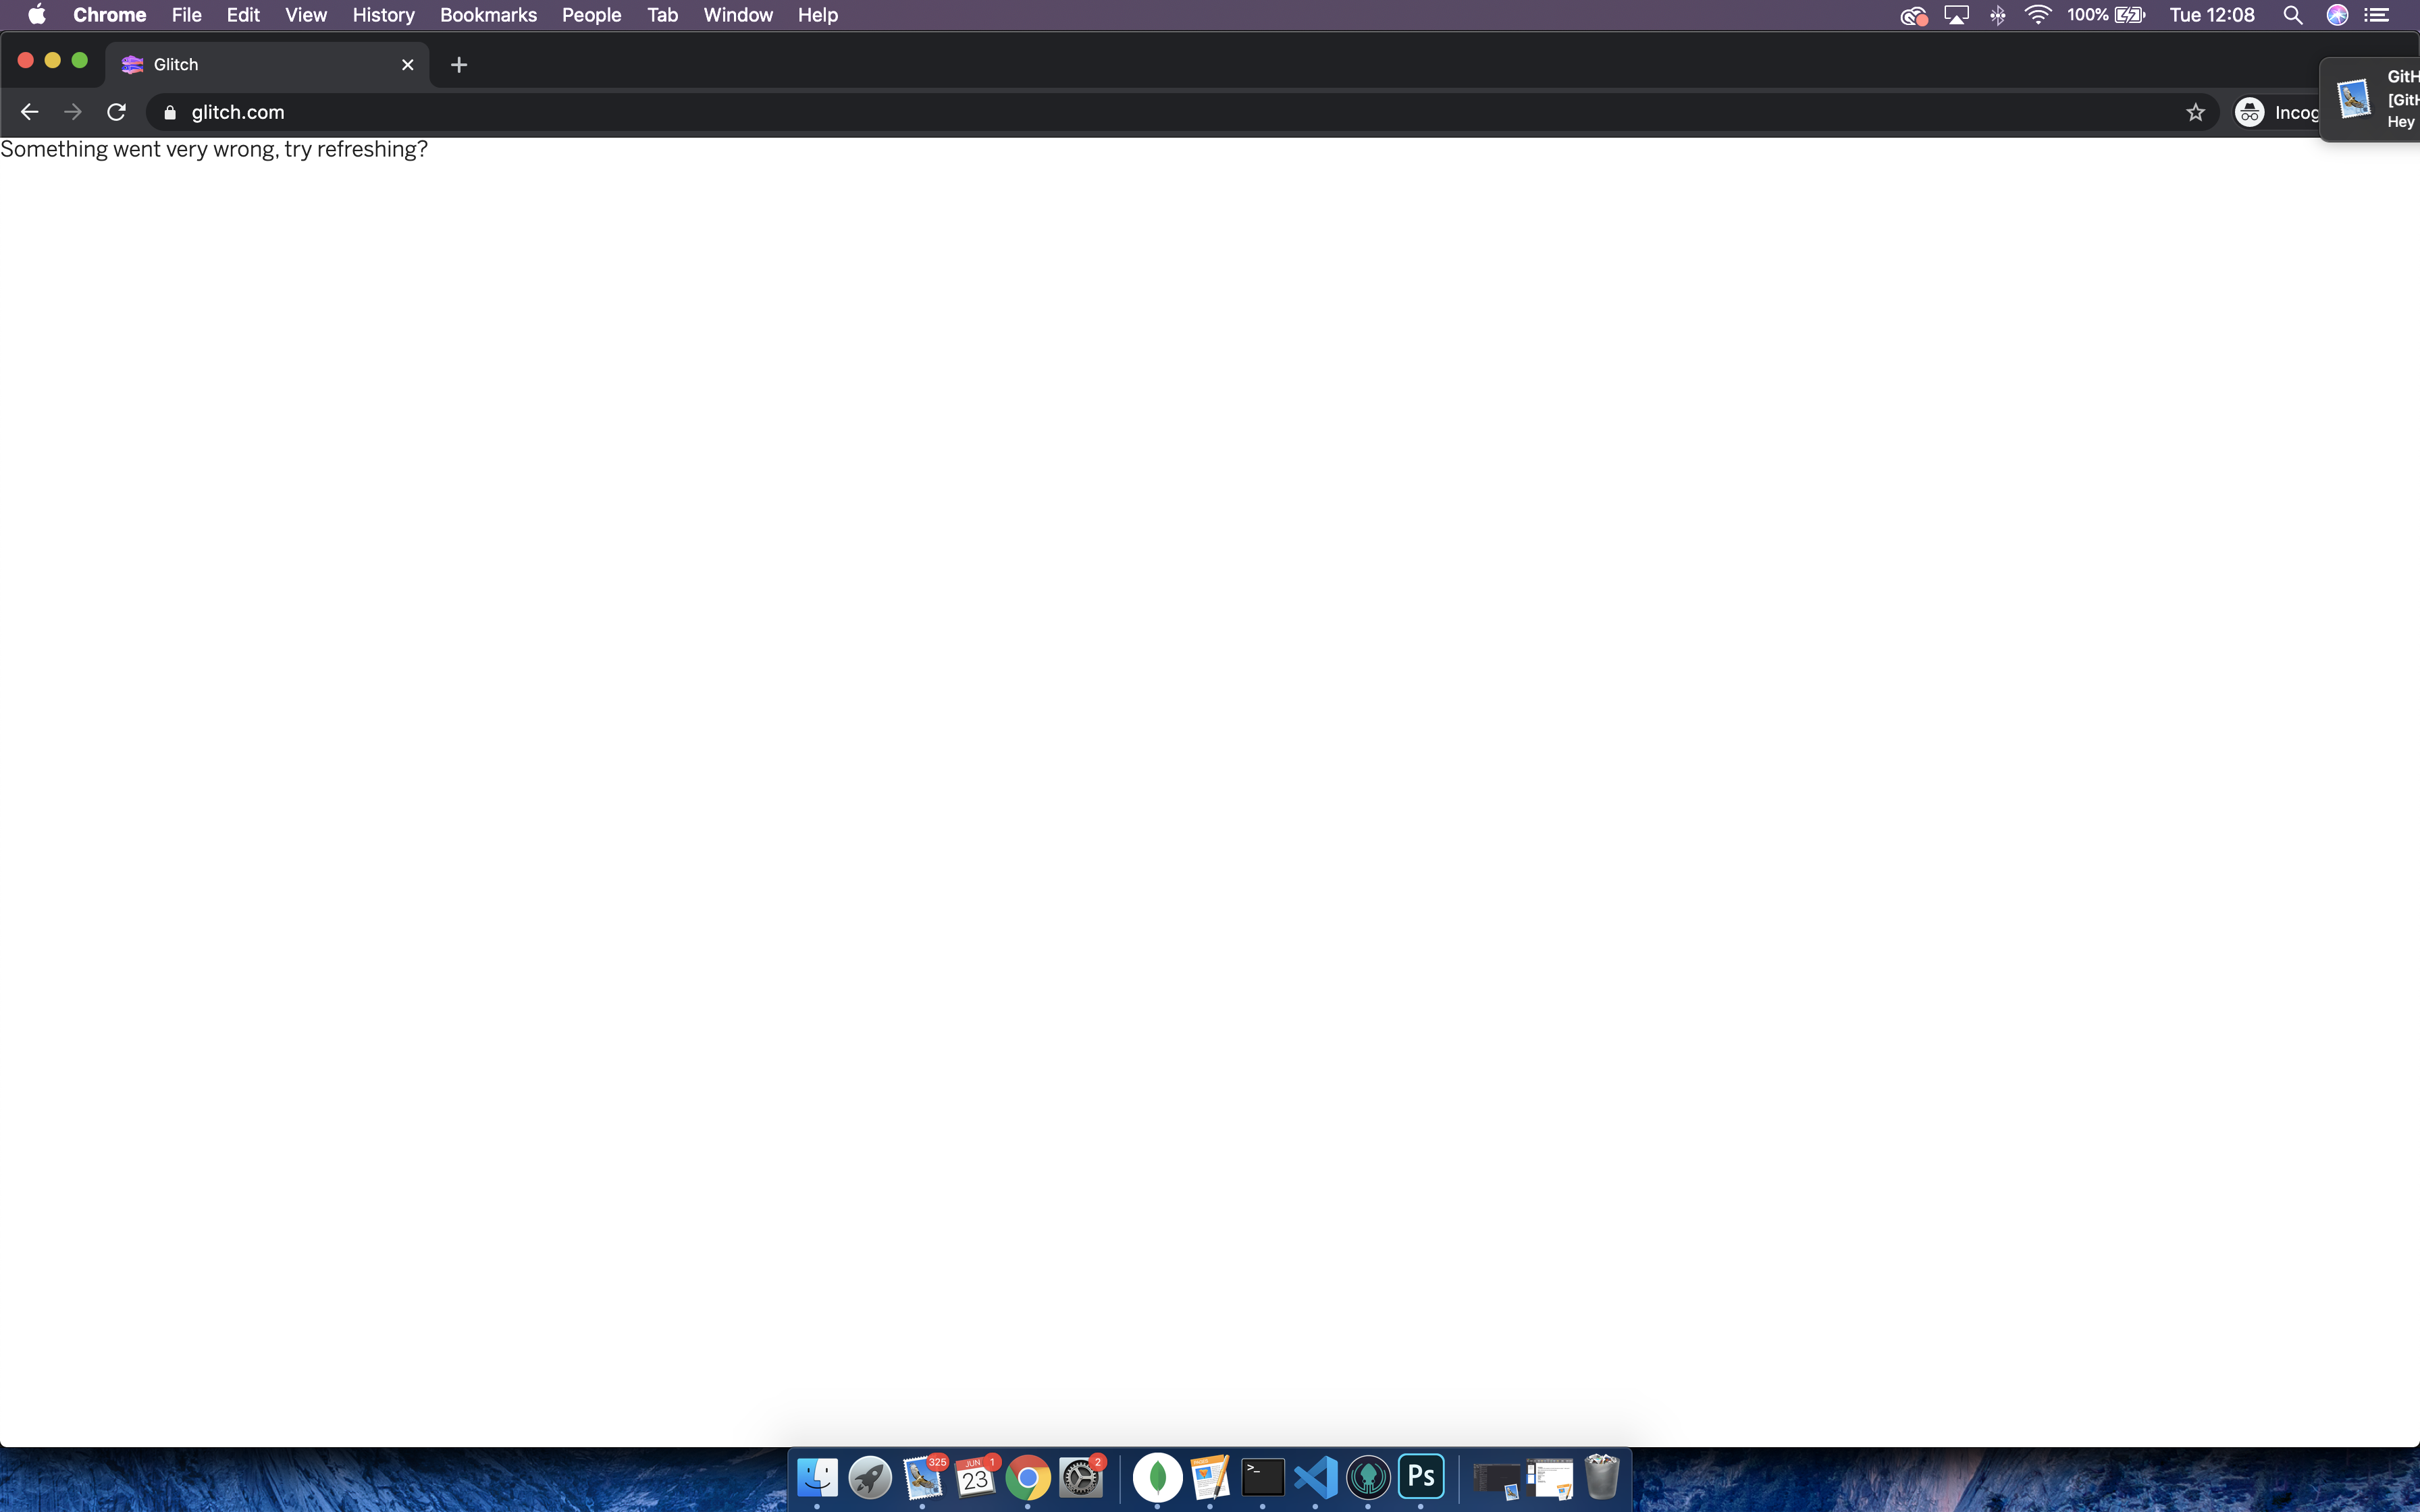 Chrome File Edit View History Bookmarks People Tab Window Help 100% Tue 12:08
Glitch
GitH
glitch.com
Incog
[GitH
Hey
Something went very wrong, try refreshing?
325
JUN
23
1
2
>_
Ps